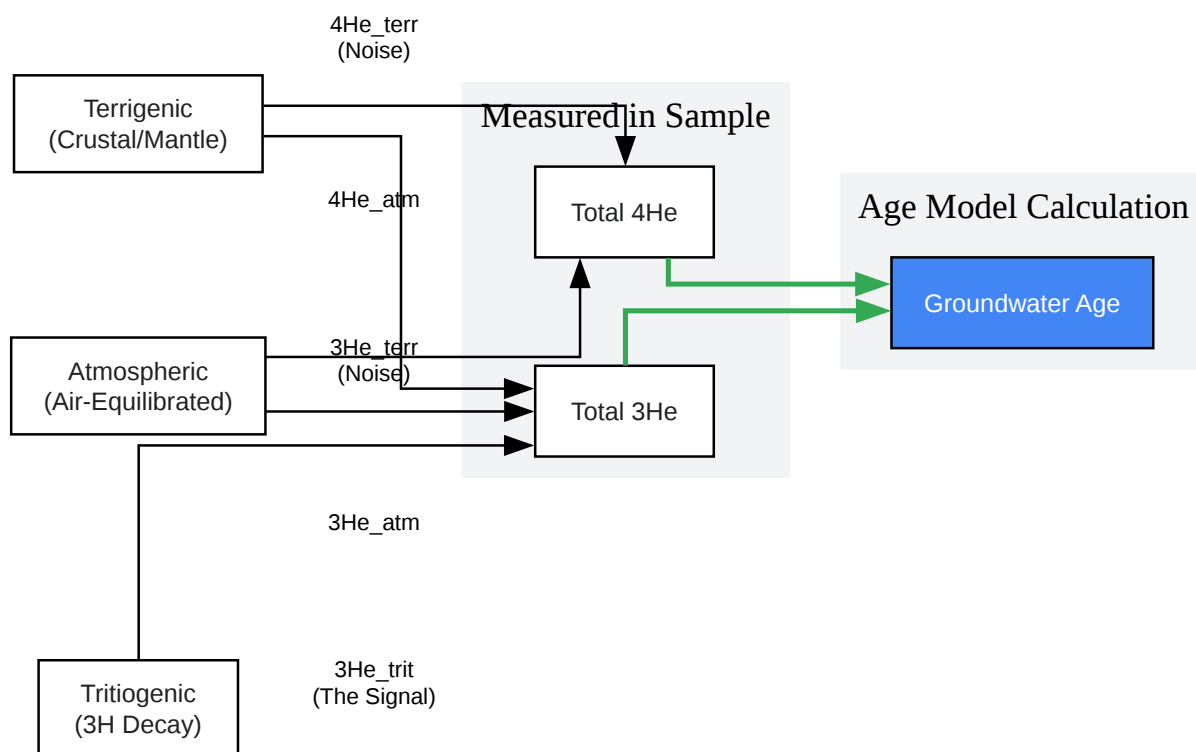 4He_terr
(Noise)
Terrigenic
(Crustal/Mantle)
Measured in Sample
4He_atm
Total 4He
Age Model Calculation
Groundwater Age
3He_terr
(Noise)
Atmospheric
(Air-Equilibrated)
Total 3He
3He_atm
3He_trit
(The Signal)
Tritiogenic
(3H Decay)